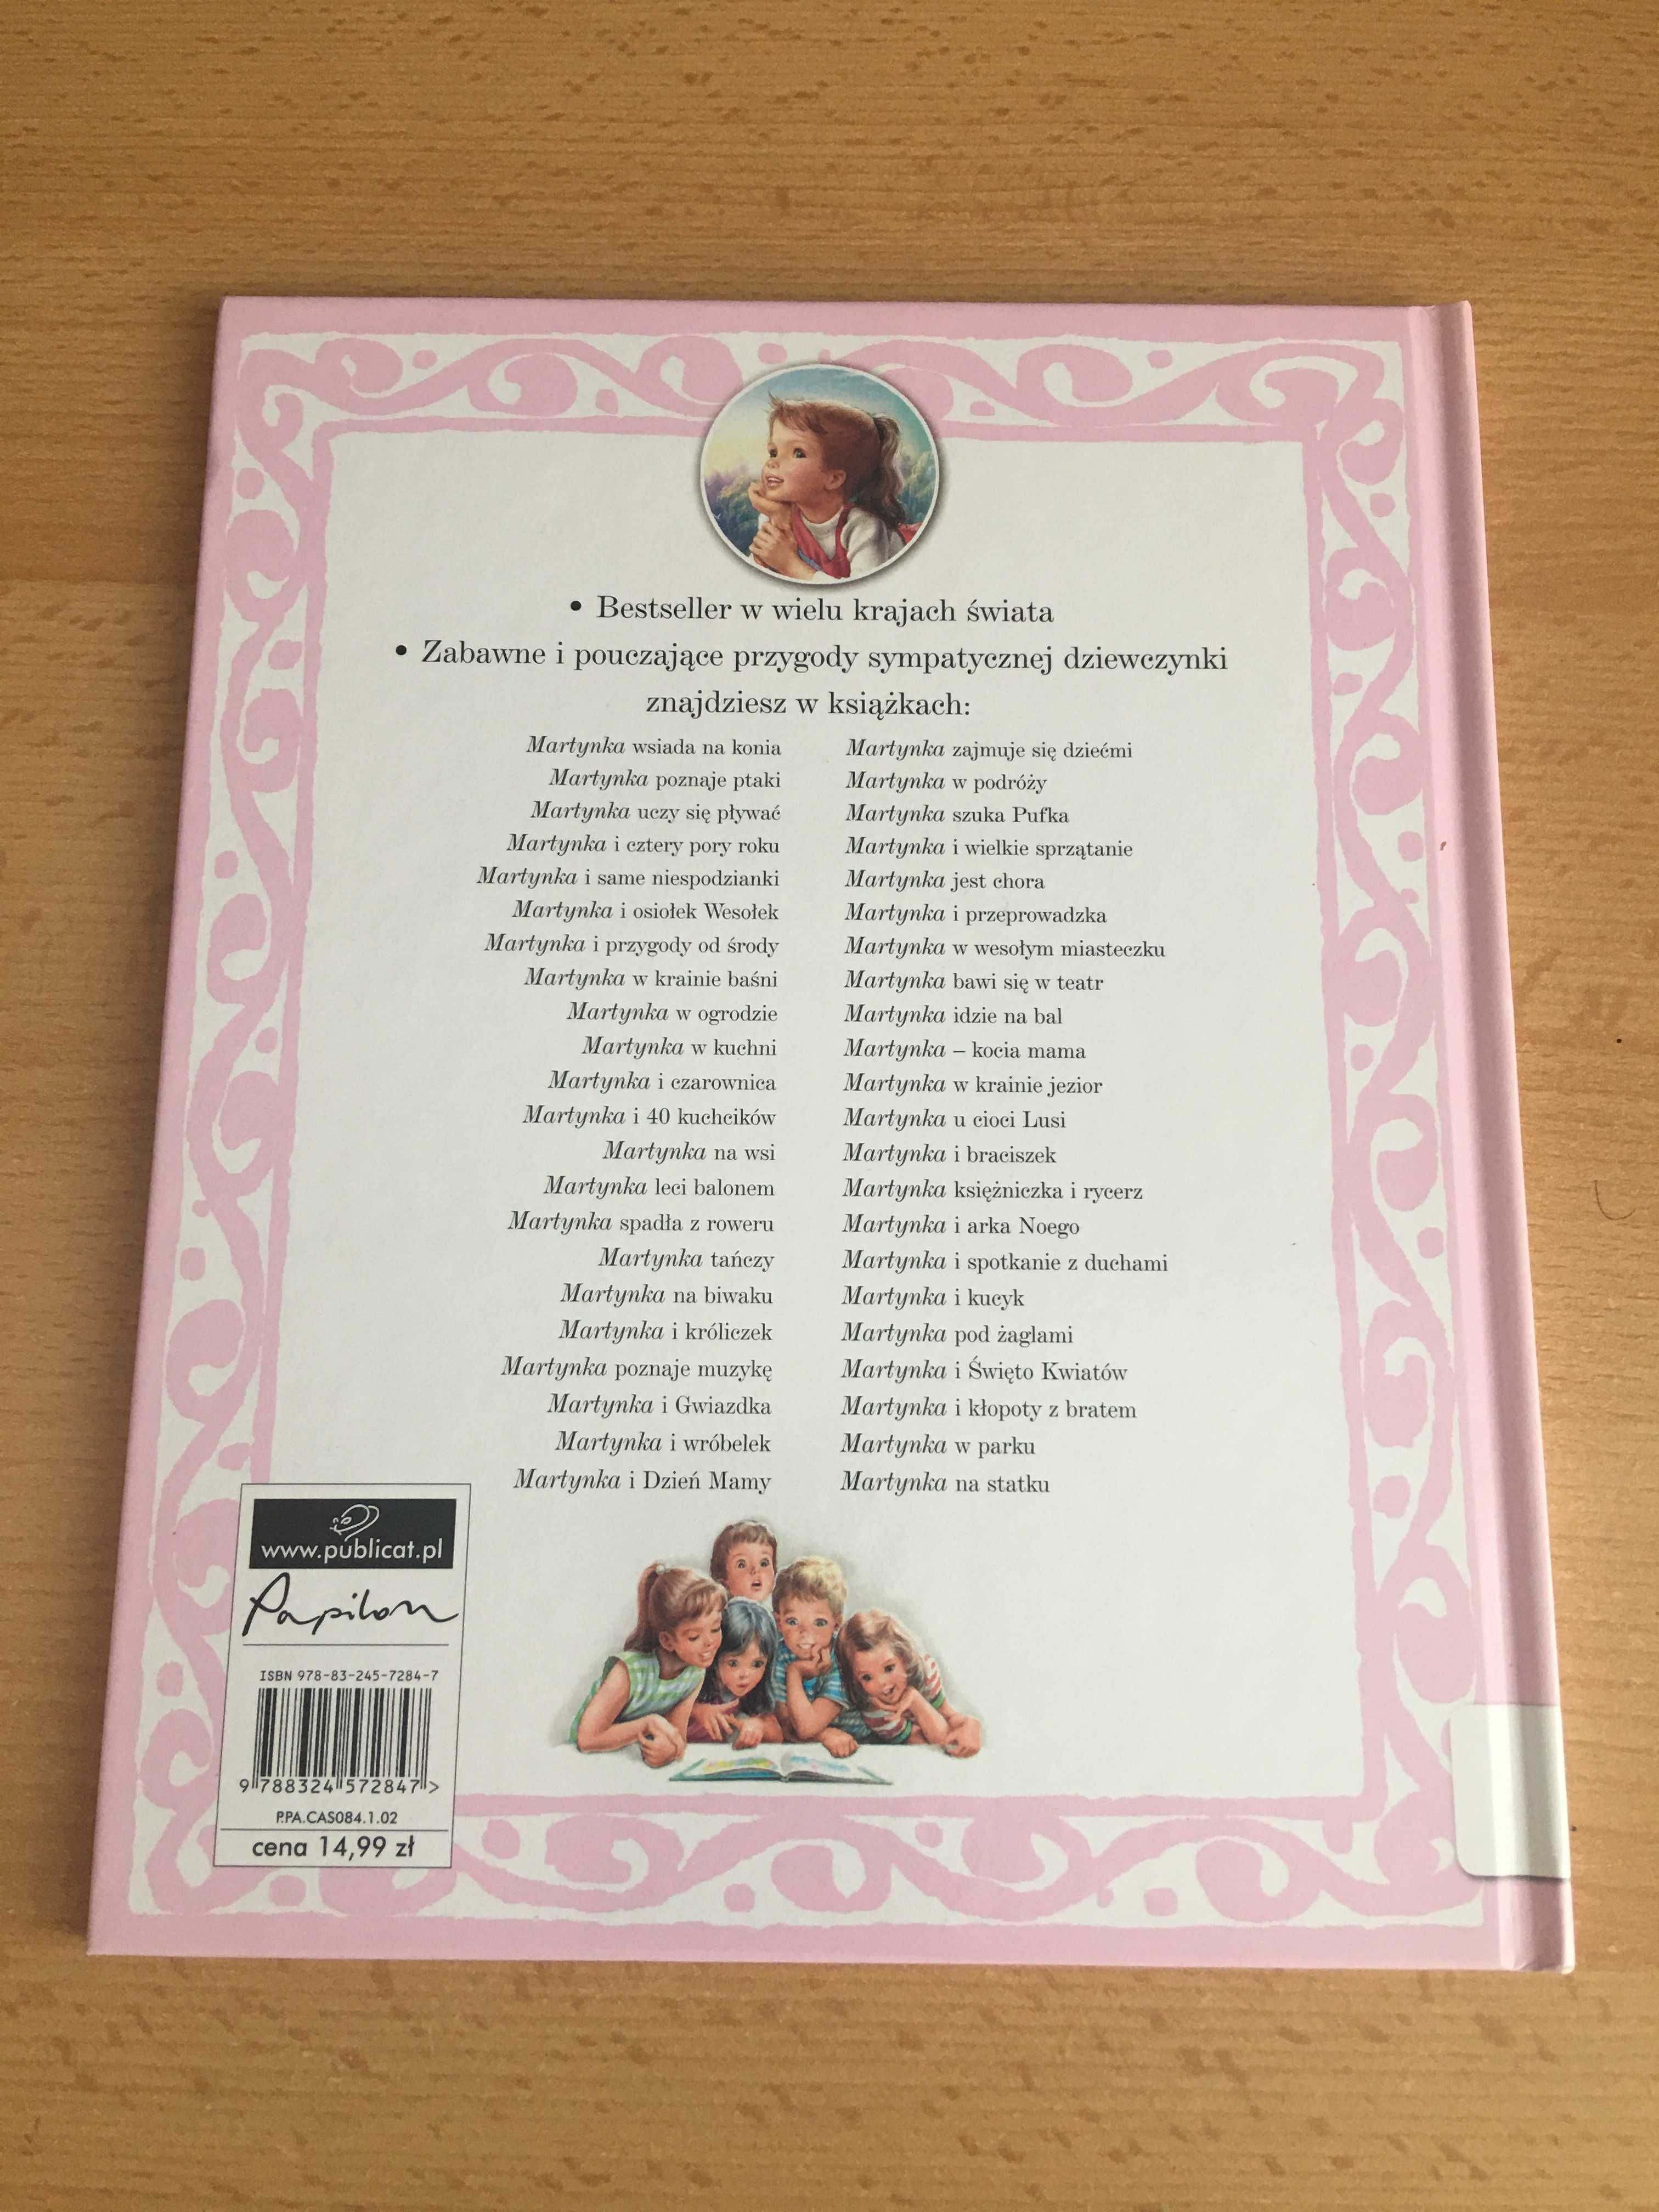 • Bestseller w wielu krajach świata
• Zabawne i pouczające przygody sympatycznej dziewczynki
znajdziesz w książkach:
Martynka wsiada na konia
Martynka poznaje ptaki
Martynka uczy się pływać
Martynka i cztery pory roku
Martynka i same niespodzianki
Martynka i osiołek Wesołek
Martynka i przygody od środy
Martynka w krainie baśni
Martynka w ogrodzie
Martynka w kuchni
Martynka i czarownica
Martynka i 40 kuchcików
Martynka na wsi
Martynka leci balonem
Martynka spadła z roweru
Martynka tańczy
Martynka na biwaku
Martynka i króliczek
Martynka poznaje muzykę
Martynka i Gwiazdka
Martynka i wróbelek
Martynka i Dzień Mamy
Martynka zajmuje się dziećmi
Martynka w podróży
Martynka szuka Pufka
Martynka i wielkie sprzątanie
Martynka jest chora
Martynka i przeprowadzka
Martynka w wesołym miasteczku
Martynka bawi się w teatr
Martynka idzie na bal
Martynka – kocia mama
Martynka w krainie jezior
Martynka u cioci Lusi
Martynka i braciszek
Martynka księżniczka i rycerz
Martynka i arka Noego
Martynka i spotkanie z duchami
Martynka i kucyk
Martynka pod żaglami
Martynka i Święto Kwiatów
Martynka i kłopoty z bratem
Martynka w parku
Martynka na statku
www.publicat.pl
Papilon
ISBN 978-83-245-7284-7
9 788324 572847 >
P.PA.CAS084.1.02
cena 14,99 zł